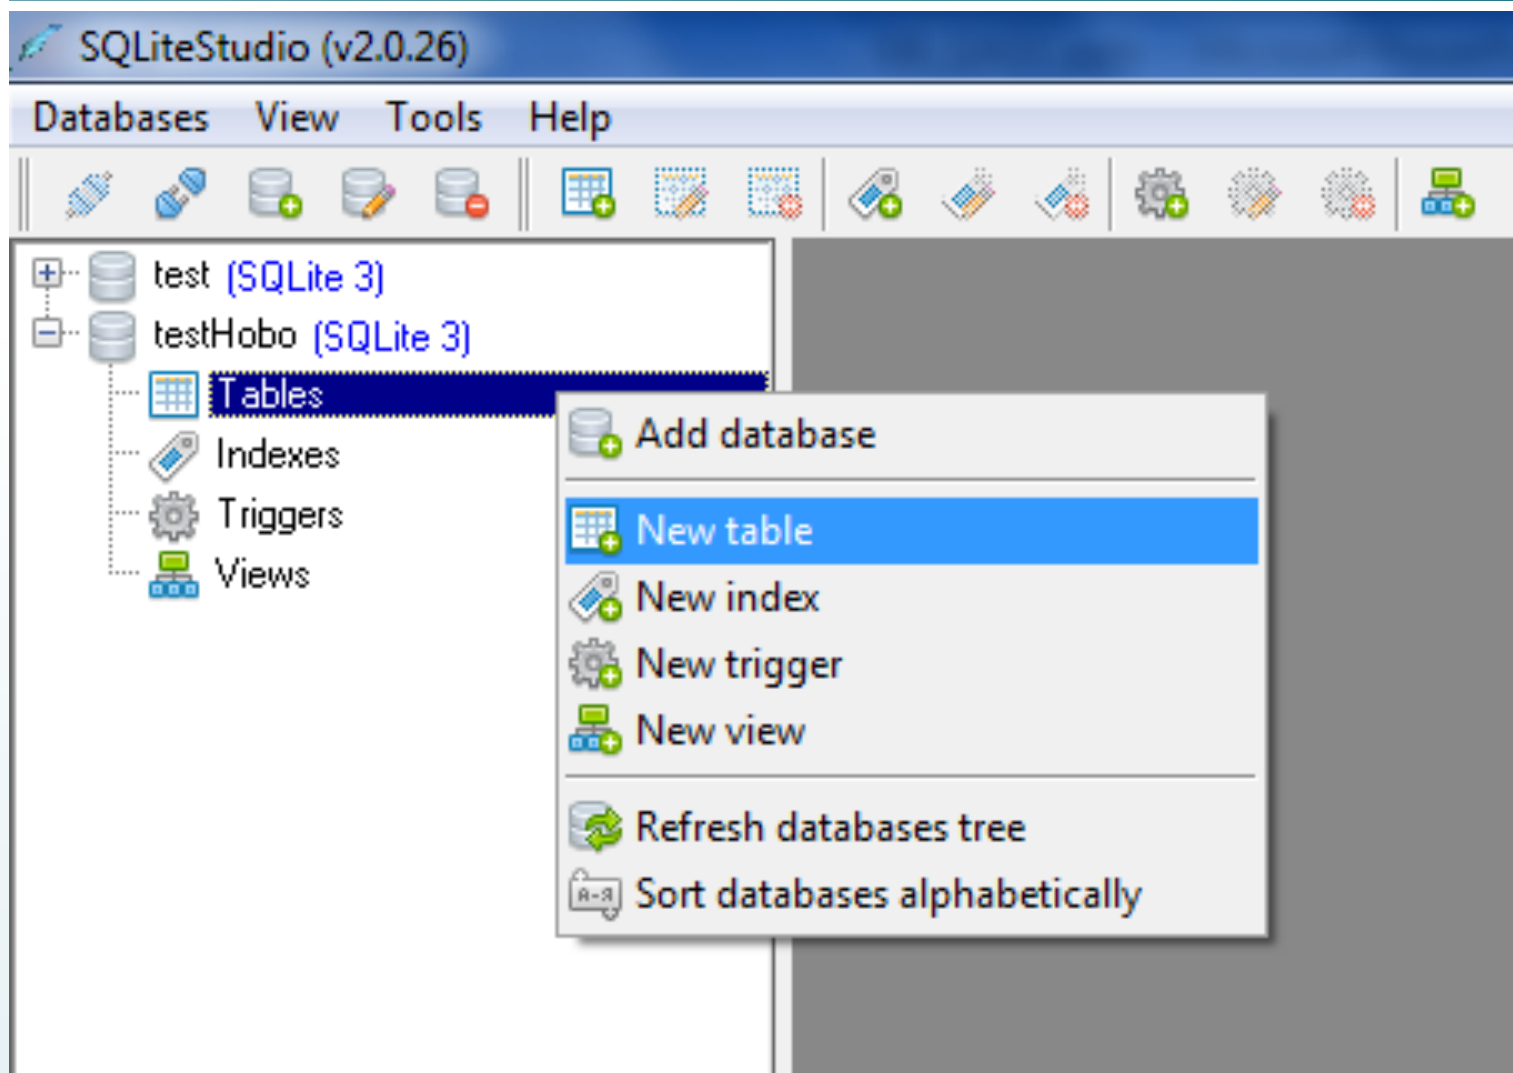 SQLiteStudio (v2.0.26)
Databases View Tools Help
test (SQLite 3)
testHobo (SQLite 3)
Tables
Indexes
Triggers
Views
Add database
New table
New index
New trigger
New view
Refresh databases tree
A-Я Sort databases alphabetically